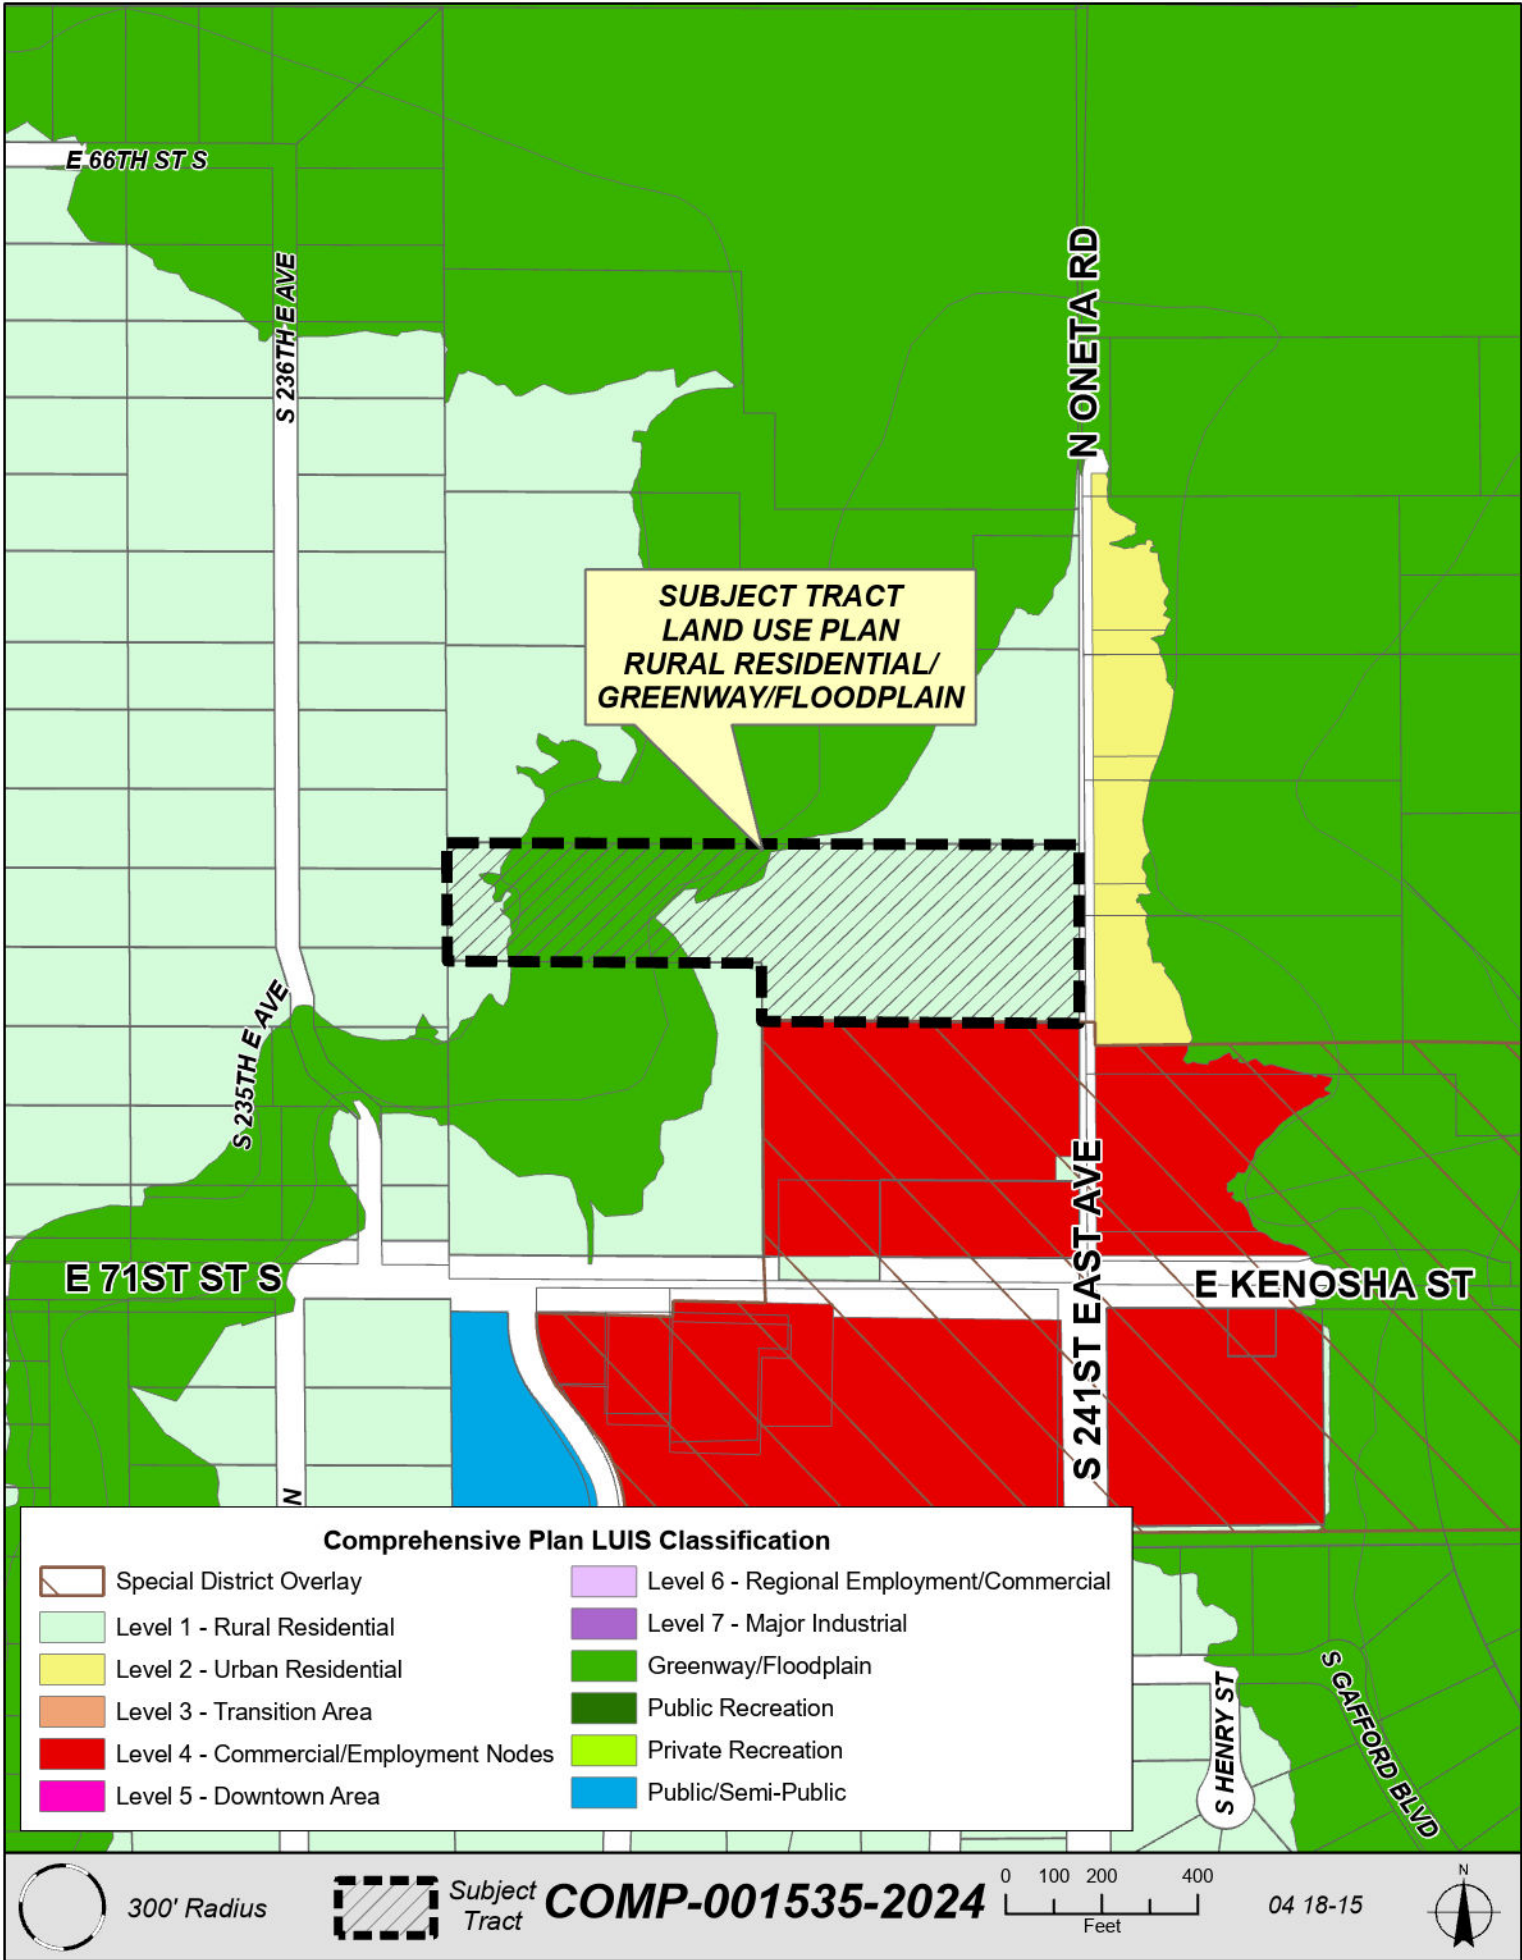 E 66TH ST S
S 236TH E AVE
N ONETA RD
SUBJECT TRACT
LAND USE PLAN
RURAL RESIDENTIAL/
GREENWAY/FLOODPLAIN
S 235TH E AVE
E 71ST ST S
S 241ST EAST AVE
E KENOSHA ST
N
Comprehensive Plan LUIS Classification
Special District Overlay
Level 1 - Rural Residential
Level 2 - Urban Residential
Level 3 - Transition Area
Level 4 - Commercial/Employment Nodes
Level 5 - Downtown Area
Level 6 - Regional Employment/Commercial
Level 7 - Major Industrial
Greenway/Floodplain
Public Recreation
Private Recreation
Public/Semi-Public
S HENRY ST
S GAFFORD BLVD
300' Radius
Subject
Tract
COMP-001535-2024
0 100 200 400
Feet
04 18-15
N